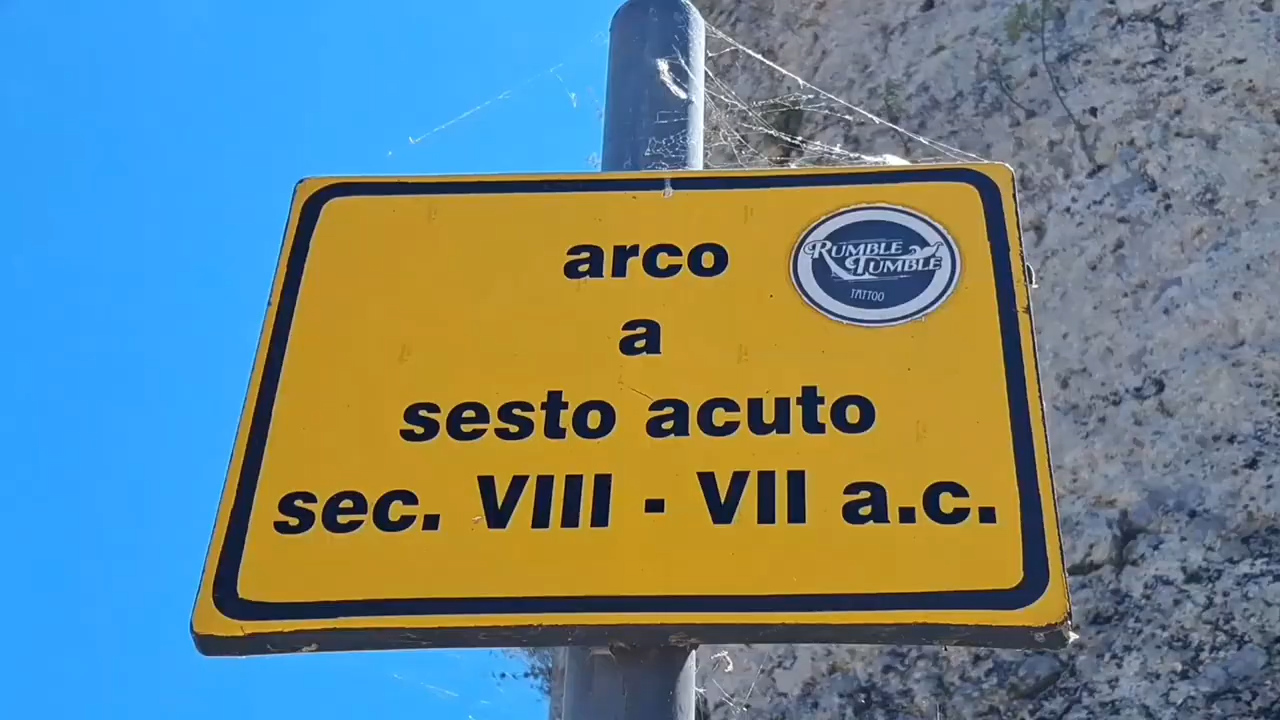 arco
a
sesto acuto
sec. VIII - VII a.c.
RUMBLE
TUMBLE
TATTOO